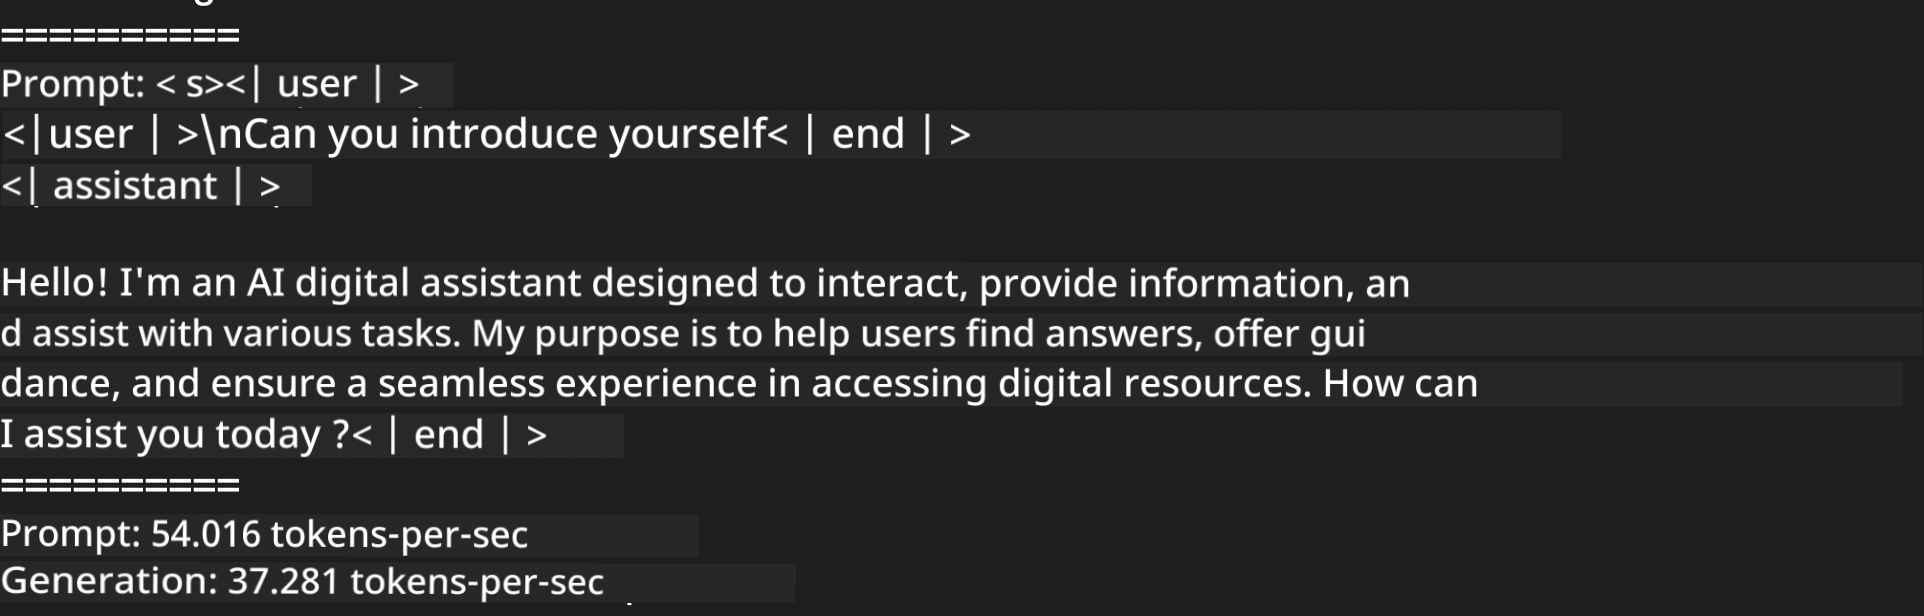 ==========
Prompt: < s><| user | >
<|user | >\nCan you introduce yourself< | end | >
<| assistant | >
Hello! I'm an AI digital assistant designed to interact, provide information, an
d assist with various tasks. My purpose is to help users find answers, offer gui
dance, and ensure a seamless experience in accessing digital resources. How can
I assist you today ?< | end | >
==========
Prompt: 54.016 tokens-per-sec
Generation: 37.281 tokens-per-sec